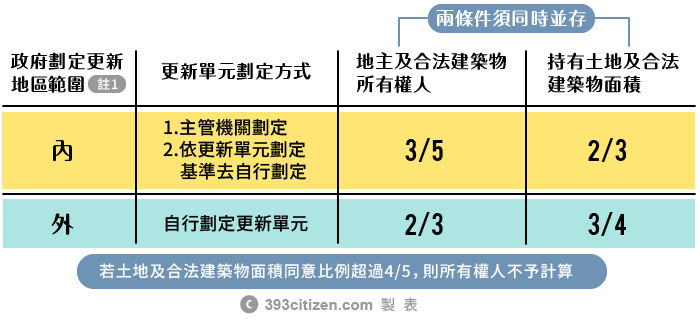 兩條件須同時並存
政府劃定更新
地區範圍 註1
更新單元劃定方式
地主及合法建築物
所有權人
持有土地及合法
建築物面積
內
1.主管機關劃定
2.依更新單元劃定
基準去自行劃定
3/5
2/3
外
自行劃定更新單元
2/3
3/4
若土地及合法建築物面積同意比例超過4/5，則所有權人不予計算
C 393citizen.com 製 表